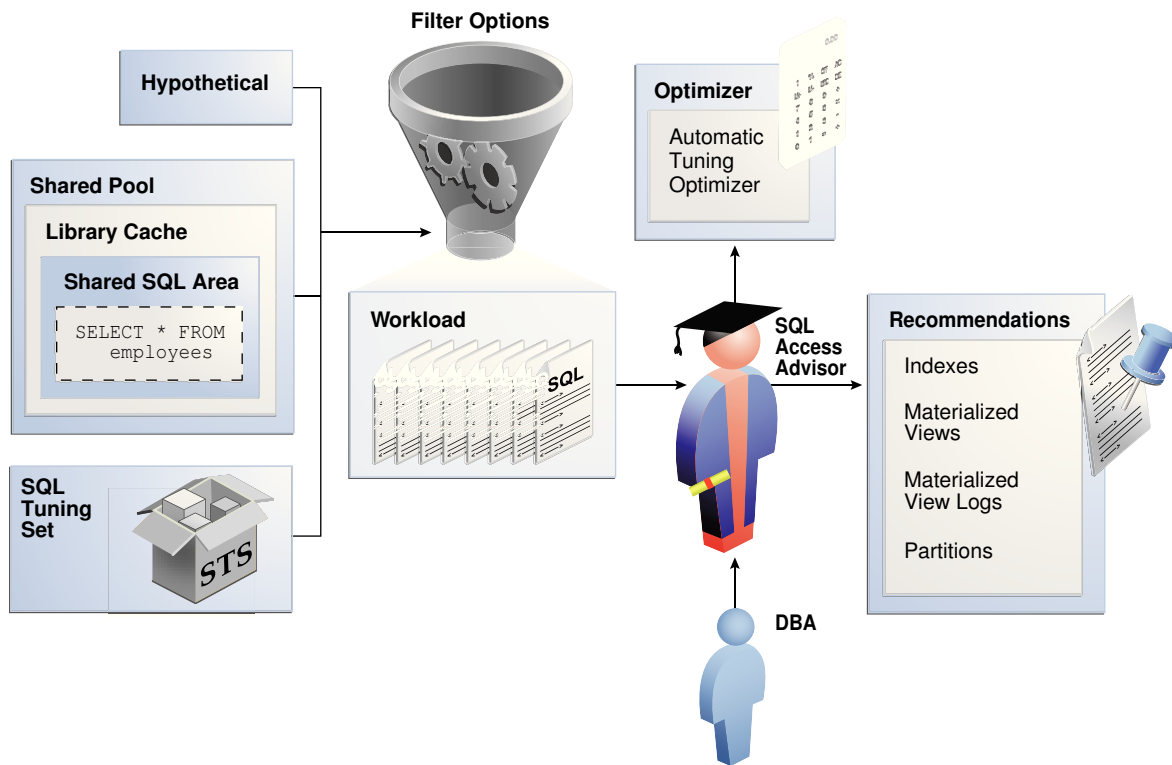 Filter Options
Hypothetical
Shared Pool
Library Cache
Shared SQL Area
SELECT * FROM
employees
SQL
Tuning
Set
STS
Workload
SQL
Optimizer
Automatic
Tuning
Optimizer
SQL
Access
Advisor
DBA
Recommendations
Indexes
Materialized
Views
Materialized
View Logs
Partitions